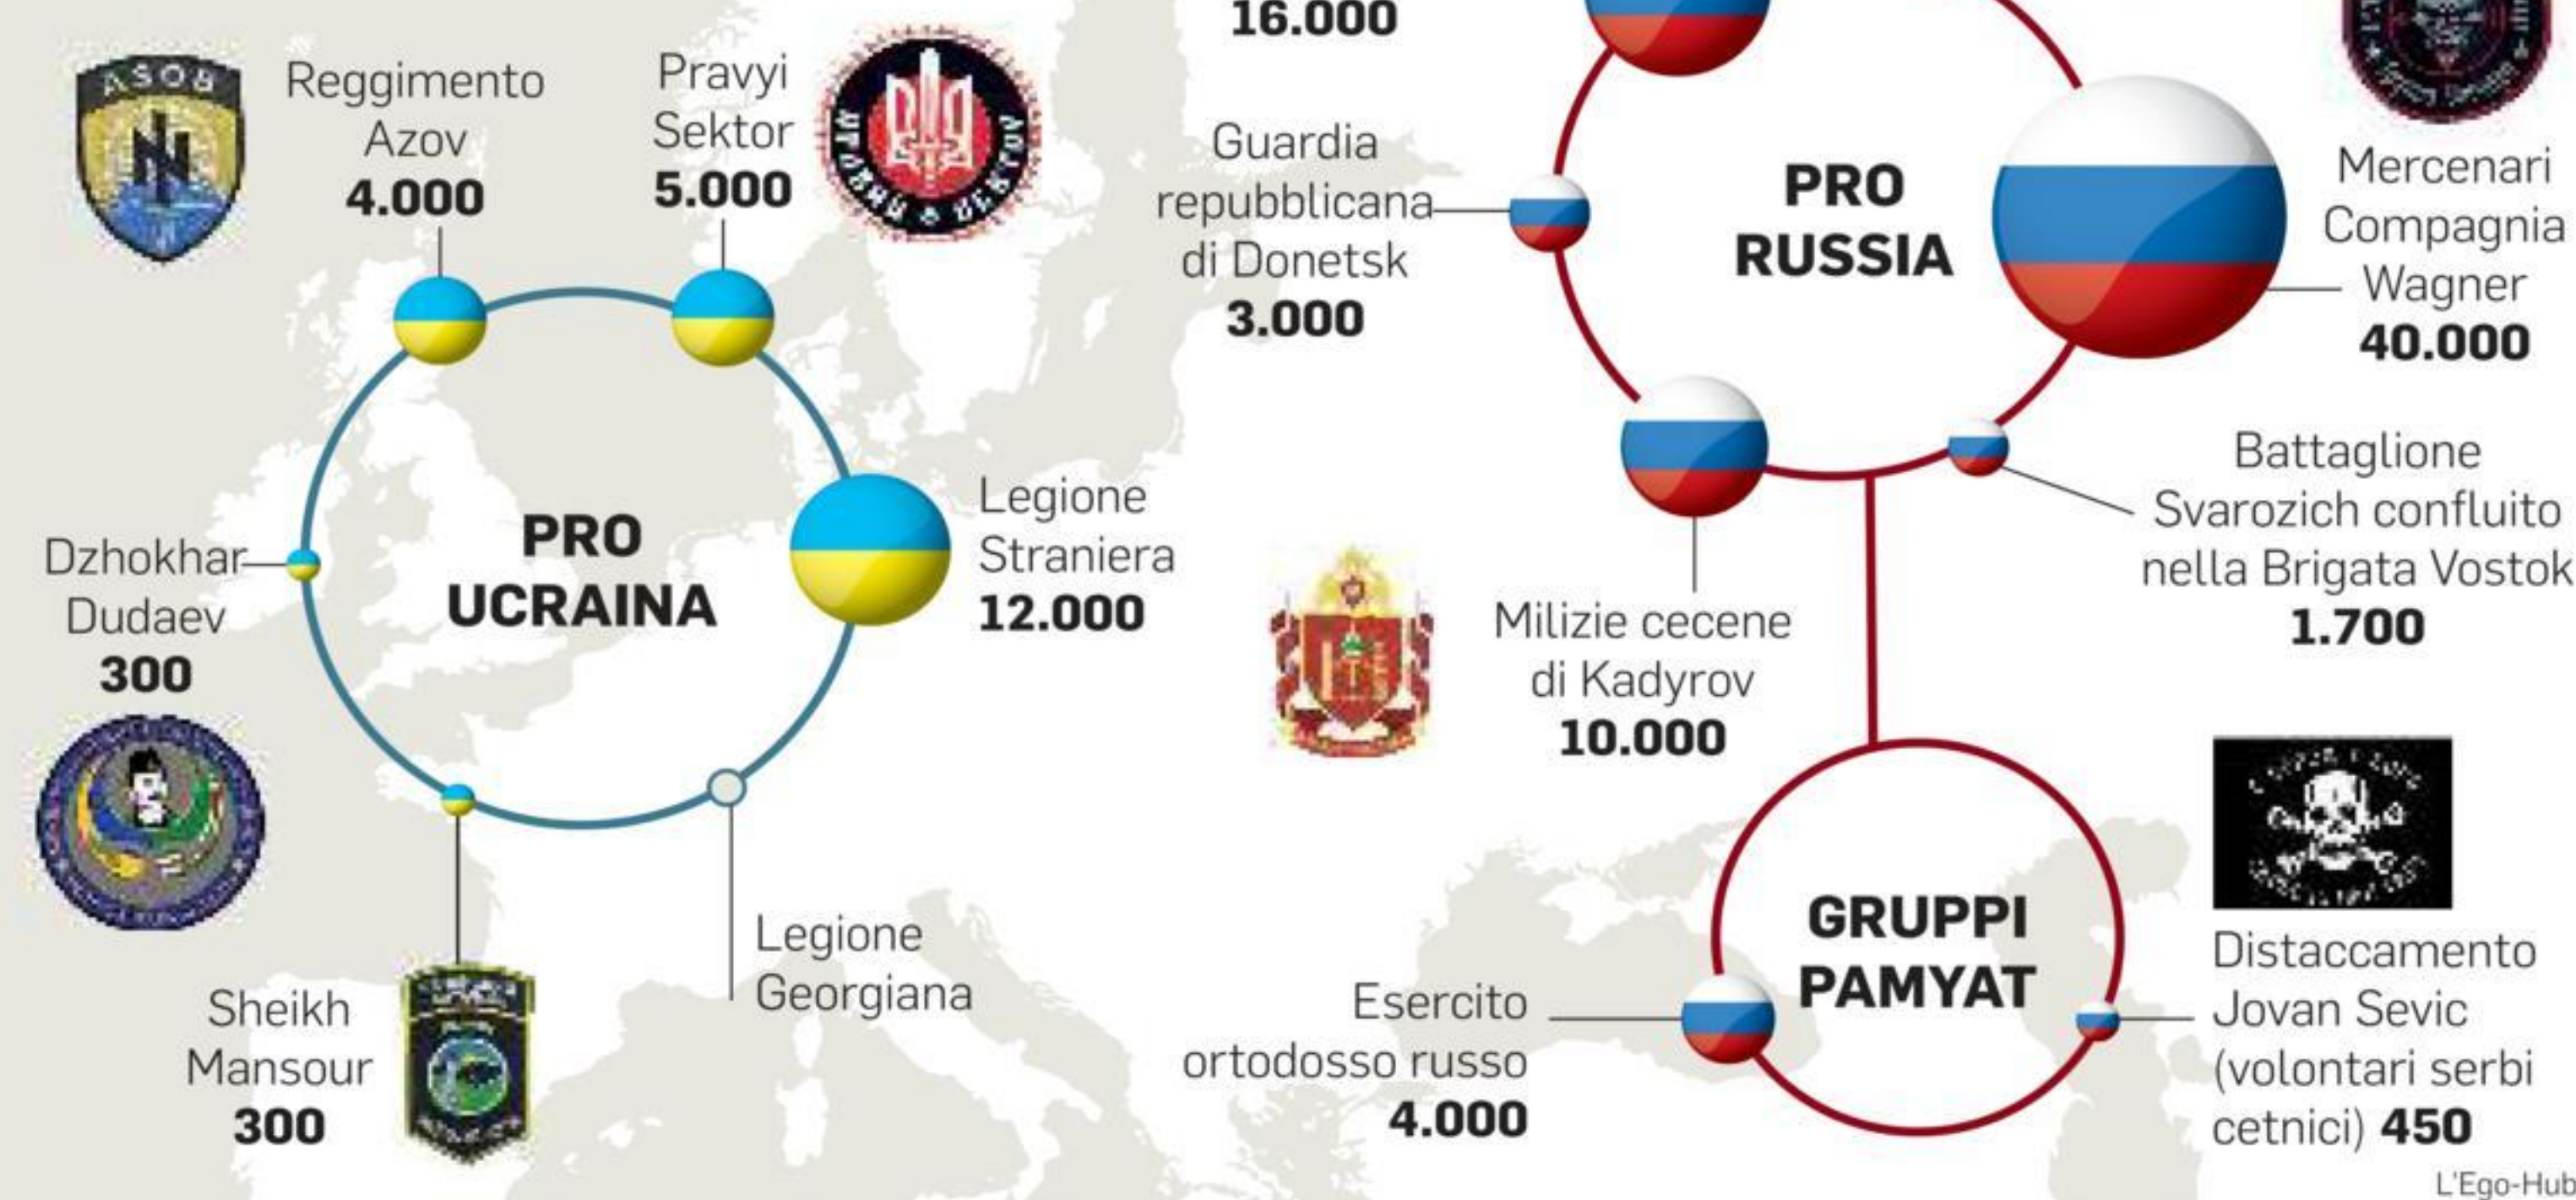 АЗОВ
Reggimento
Azov
4.000
Pravyi
Sektor
5.000
ПРАВИЙ СЕКТОР
Legione
Straniera
12.000
PRO
UCRAINA
Dzhokhar
Dudaev
300
Sheikh
Mansour
300
Legione
Georgiana
16.000
Guardia
repubblicana
di Donetsk
3.000
PRO
RUSSIA
Mercenari
Compagnia
Wagner
40.000
Battaglione
Svarozich confluito
nella Brigata Vostok
1.700
Milizie cecene
di Kadyrov
10.000
GRUPPI
PAMYAT
Esercito
ortodosso russo
4.000
Distaccamento
Jovan Sevic
(volontari serbi
cetnici) 450
L'Ego-Hub